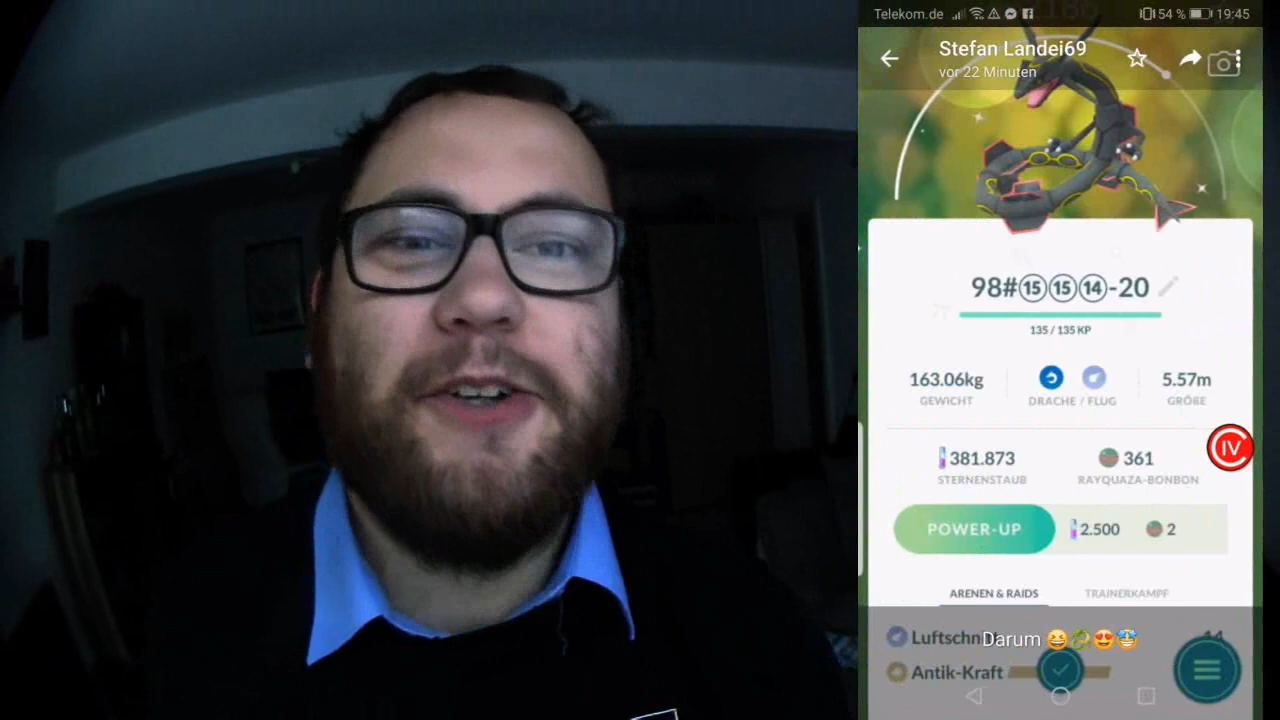 Telekom.de 54 % 19:45
Stefan Landei69
vor 22 Minuten
98#⑮⑮⑭-20
135 / 135 KP
163.06kg
GEWICHT
DRACHE / FLUG
5.57m
GRÖßE
381.873
STERNENSTAUB
361
RAYQUAZA-BONBON
IV
POWER-UP
2.500
2
ARENEN & RAIDS
TRAINERKAMPF
Darum 😆🐉😍🤩
Antik-Kraft